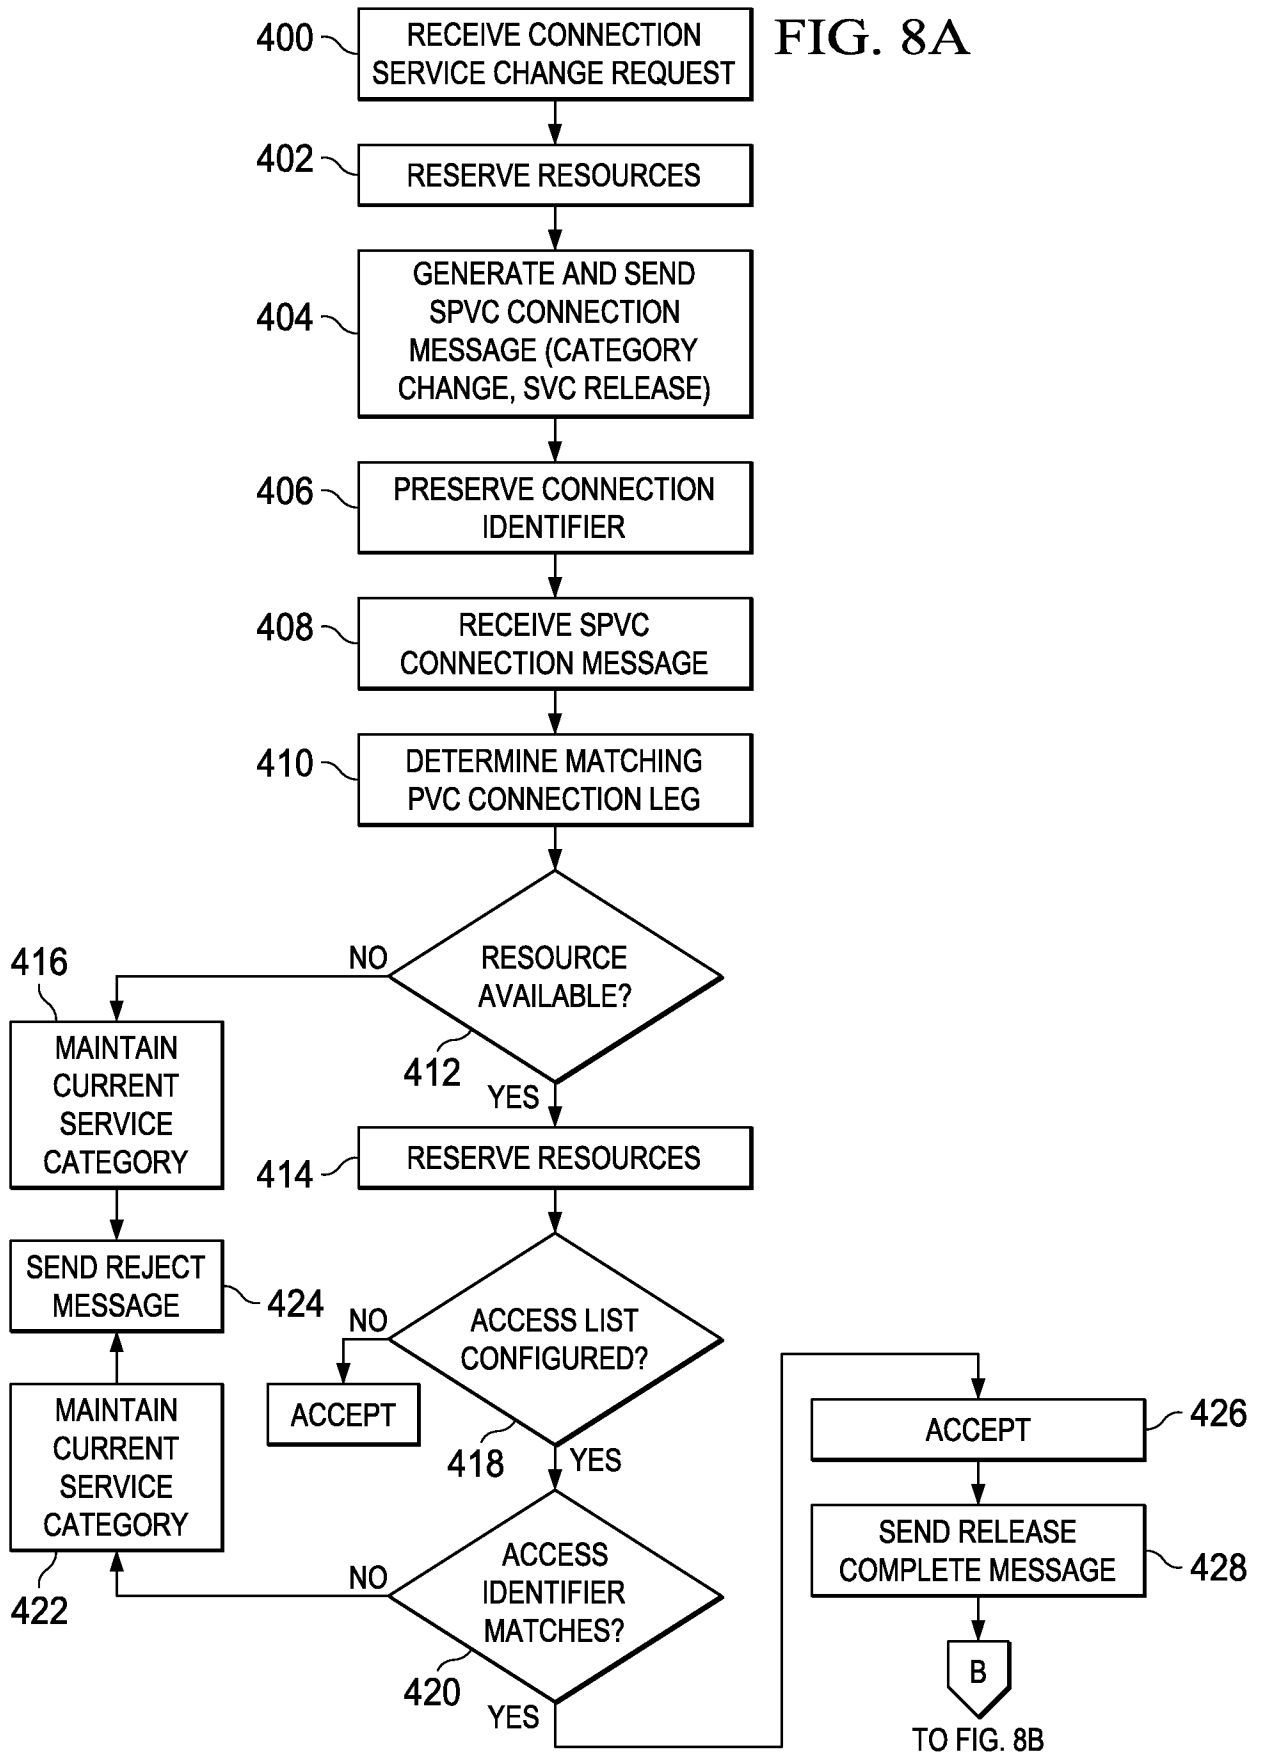 FIG. 8A
400
RECEIVE CONNECTION
SERVICE CHANGE REQUEST
402
RESERVE RESOURCES
404
GENERATE AND SEND
SPVC CONNECTION
MESSAGE (CATEGORY
CHANGE, SVC RELEASE)
406
PRESERVE CONNECTION
IDENTIFIER
408
RECEIVE SPVC
CONNECTION MESSAGE
410
DETERMINE MATCHING
PVC CONNECTION LEG
RESOURCE
AVAILABLE?
412
NO
YES
416
MAINTAIN
CURRENT
SERVICE
CATEGORY
414
RESERVE RESOURCES
SEND REJECT
MESSAGE
424
ACCESS LIST
CONFIGURED?
418
NO
ACCEPT
YES
MAINTAIN
CURRENT
SERVICE
CATEGORY
422
ACCESS
IDENTIFIER
MATCHES?
420
NO
YES
ACCEPT
426
SEND RELEASE
COMPLETE MESSAGE
428
B
TO FIG. 8B